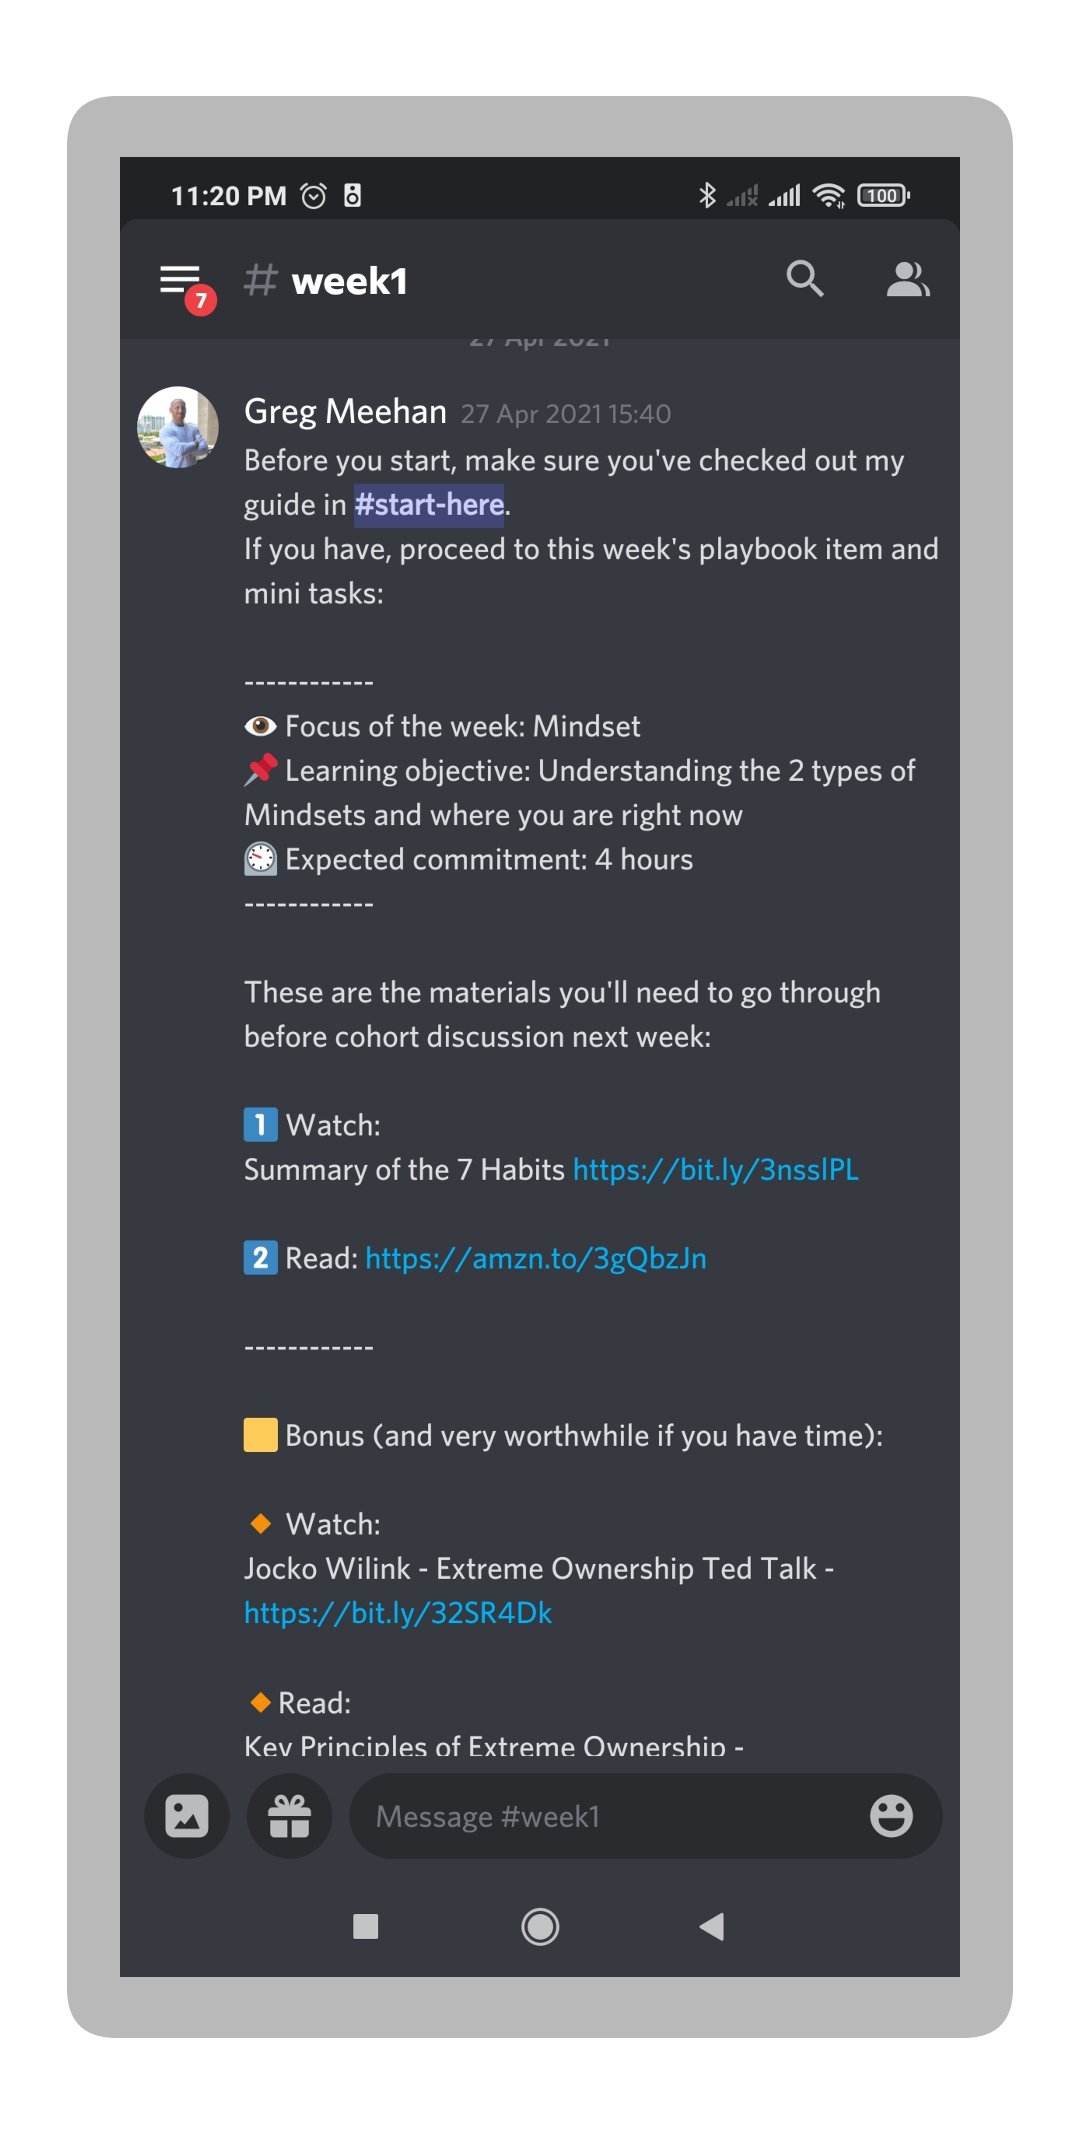 11:20 PM 100
7 # week1
27 Apr 2021
Greg Meehan 27 Apr 2021 15:40
Before you start, make sure you've checked out my
guide in #start-here.
If you have, proceed to this week's playbook item and
mini tasks:
------------
👁 Focus of the week: Mindset
📌 Learning objective: Understanding the 2 types of
Mindsets and where you are right now
⏲ Expected commitment: 4 hours
------------
These are the materials you'll need to go through
before cohort discussion next week:
1 Watch:
Summary of the 7 Habits https://bit.ly/3nsslPL
2 Read: https://amzn.to/3gQbzJn
------------
🟨 Bonus (and very worthwhile if you have time):
🔸 Watch:
Jocko Wilink - Extreme Ownership Ted Talk -
https://bit.ly/32SR4Dk
🔸 Read:
Key Principles of Extreme Ownership -
Message #week1